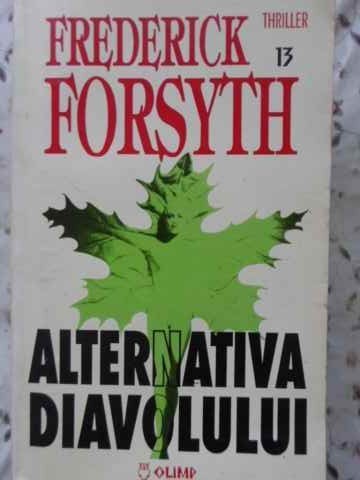 FREDERICK
THRILLER
13
FORSYTH
ALTERNATIVA
DIAVOLULUI
OLIMP